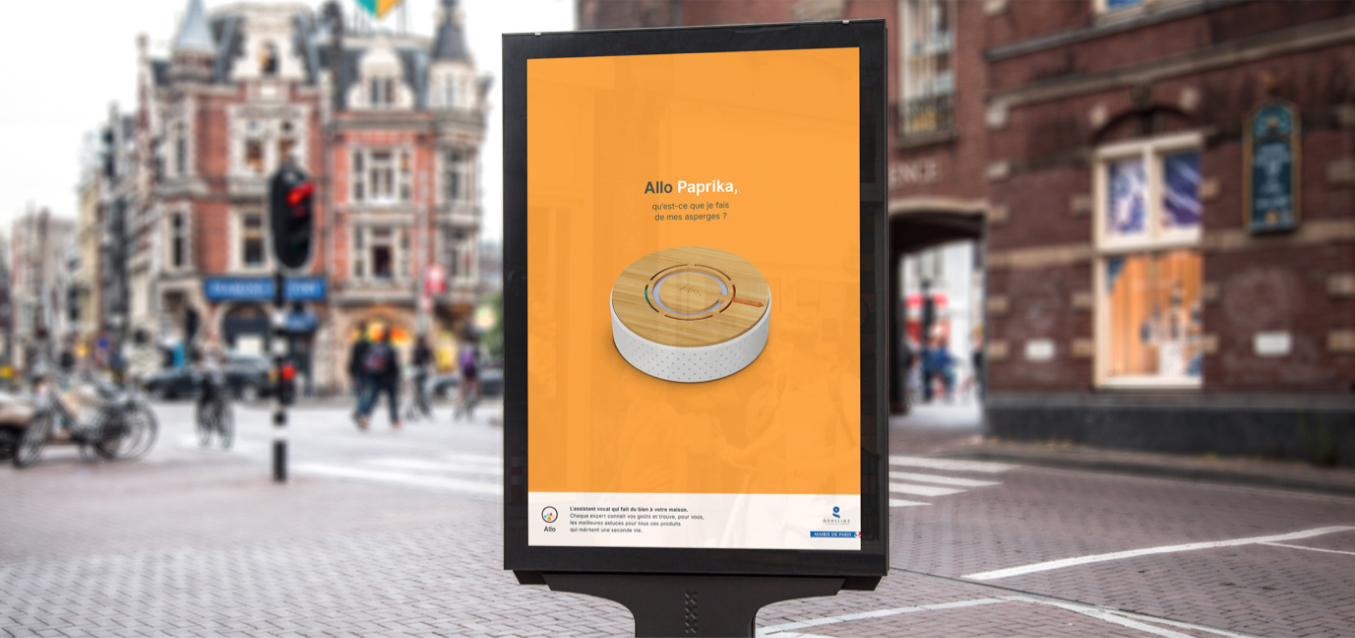 Allo Paprika,
qu'est-ce que je fais
de mes asperges ?
Allo
L'assistant vocal qui fait du bien à votre maison.
Chaque expert connait vos goûts et trouve, pour vous,
les meilleures astuces pour tous ces produits
qui méritent une seconde vie.
MAIRIE DE PARIS
ENCE